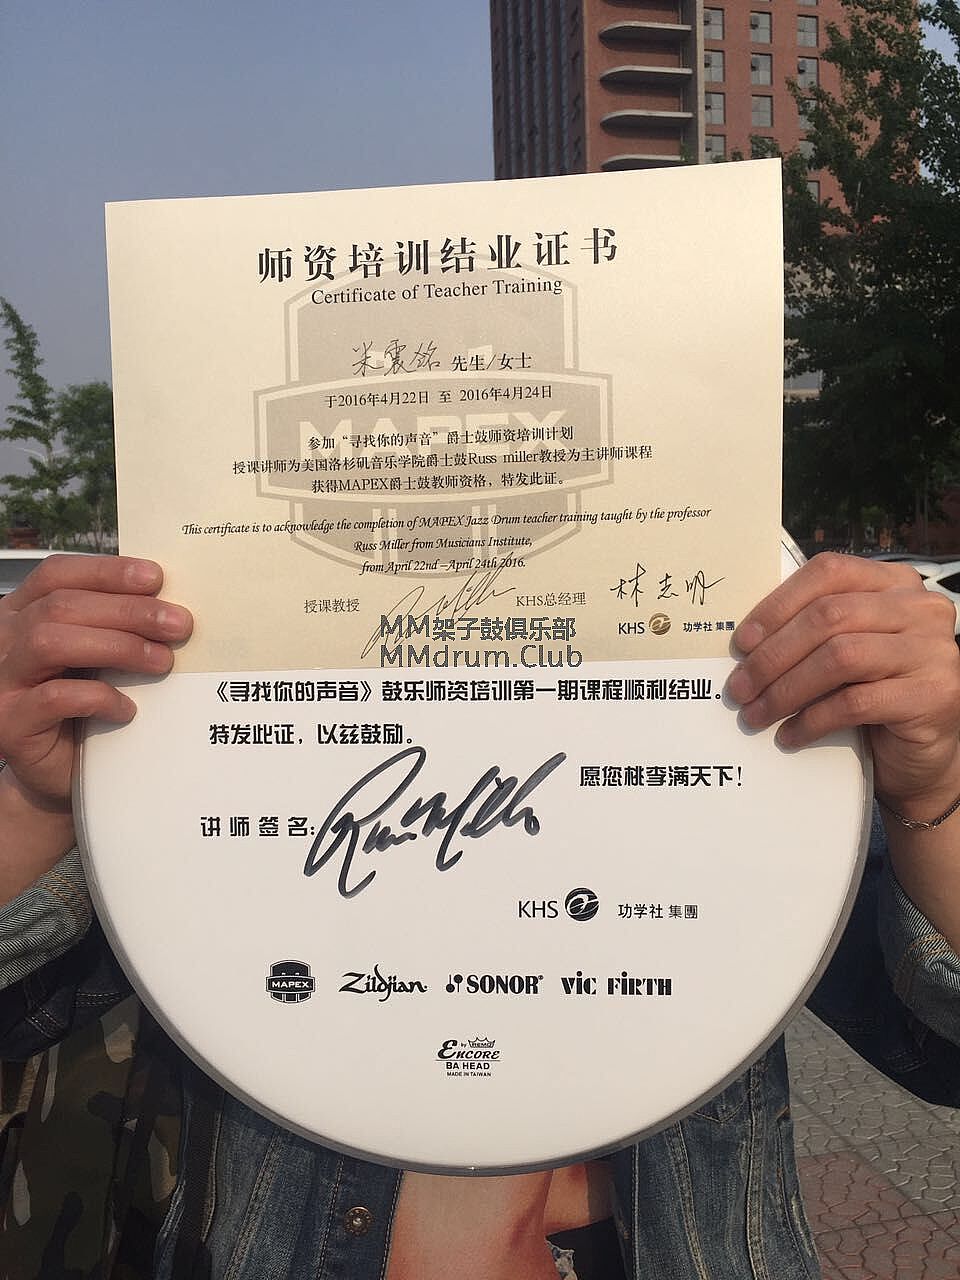 师资培训结业证书
Certificate of Teacher Training
米震铭 先生/女士
于2016年4月22日 至 2016年4月24日
MAPEX
参加“寻找你的声音”爵士鼓师资培训计划
授课讲师为美国洛杉矶音乐学院爵士鼓Russ miller教授为主讲师课程
获得MAPEX爵士鼓教师资格，特发此证。
This certificate is to acknowledge the completion of MAPEX Jazz Drum teacher training taught by the professor
Russ Miller from Musicians Institute,
from April 22nd –April 24th 2016.
授课教授 KHS总经理 林志明
KHS 功学社 集團
MM架子鼓俱乐部
MMdrum.Club
《寻找你的声音》鼓乐师资培训第一期课程顺利结业。
特发此证，以兹鼓励。
愿您桃李满天下！
讲师签名: Russ Miller
KHS 功学社 集團
MAPEX Zildjian SONOR VIC FIRTH
ENCORE by REMO
BA HEAD
MADE IN TAIWAN